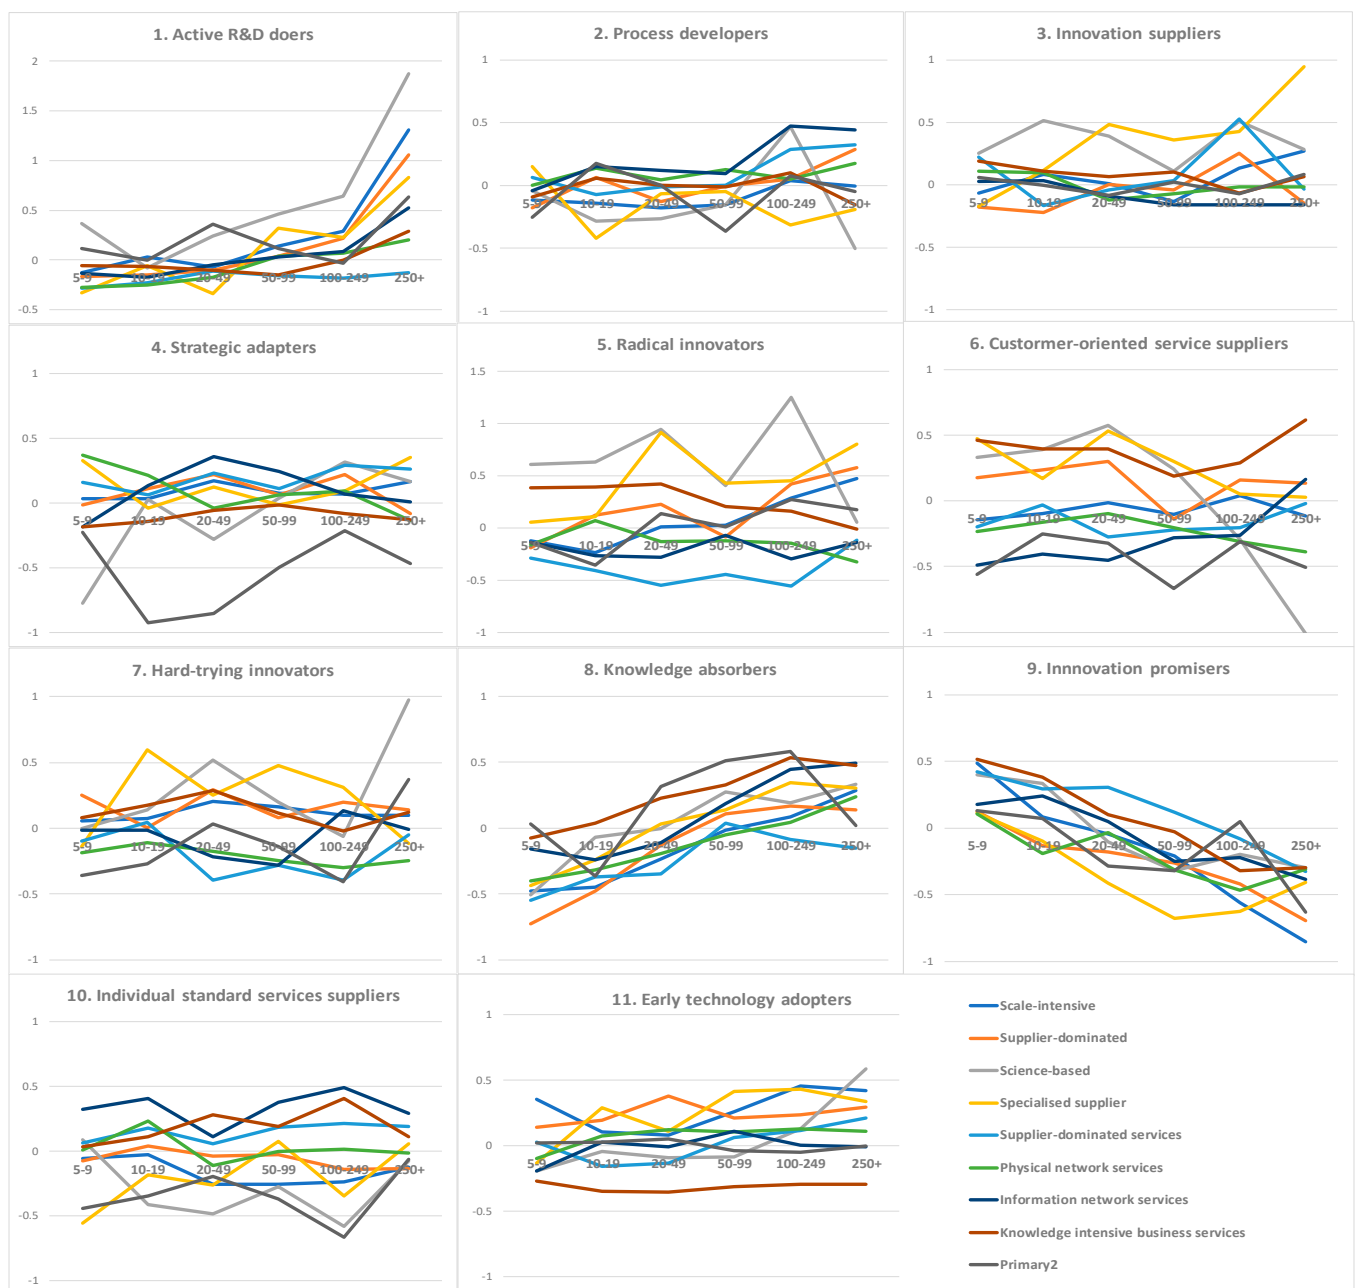 1. Active R&D doers
2
1.5
1
0.5
0
-0.5
5-9 10-19 20-49 50-99 100-249 250+
2. Process developers
1
0.5
0
-0.5
-1
5-9 10-19 20-49 50-99 100-249 250+
3. Innovation suppliers
1
0.5
0
-0.5
-1
5-9 10-19 20-49 50-99 100-249 250+
4. Strategic adapters
1
0.5
0
-0.5
-1
5-9 10-19 20-49 50-99 100-249 250+
5. Radical innovators
1.5
1
0.5
0
-0.5
-1
5-9 10-19 20-49 50-99 100-249 250+
6. Custormer-oriented service suppliers
1
0.5
0
-0.5
-1
5-9 10-19 20-49 50-99 100-249 250+
7. Hard-trying innovators
1
0.5
0
-0.5
-1
5-9 10-19 20-49 50-99 100-249 250+
8. Knowledge absorbers
1
0.5
0
-0.5
-1
5-9 10-19 20-49 50-99 100-249 250+
9. Innnovation promisers
1
0.5
0
-0.5
-1
5-9 10-19 20-49 50-99 100-249 250+
10. Individual standard services suppliers
1
0.5
0
-0.5
-1
5-9 10-19 20-49 50-99 100-249 250+
11. Early technology adopters
1
0.5
0
-0.5
-1
5-9 10-19 20-49 50-99 100-249 250+
Scale-intensive
Supplier-dominated
Science-based
Specialised supplier
Supplier-dominated services
Physical network services
Information network services
Knowledge intensive business services
Primary2